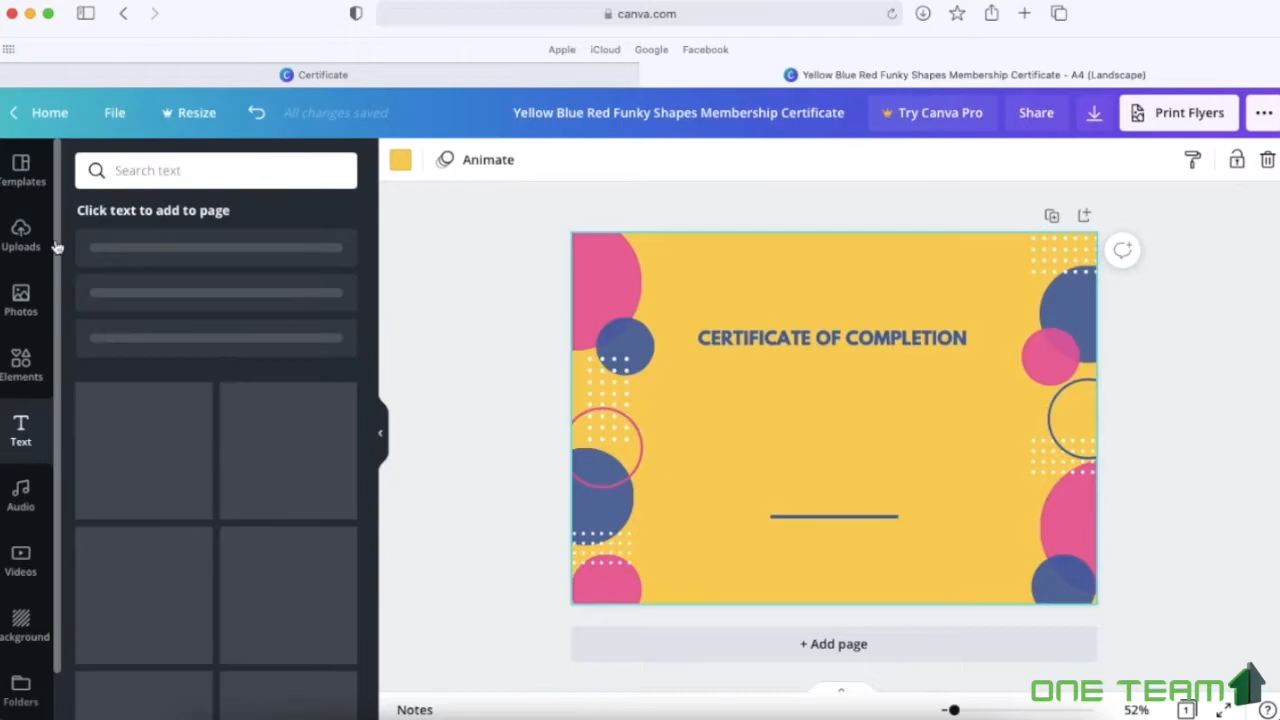 canva.com
Apple iCloud Google Facebook
Certificate
Yellow Blue Red Funky Shapes Membership Certificate - A4 (Landscape)
Home File Resize All changes saved Yellow Blue Red Funky Shapes Membership Certificate Try Canva Pro Share Print Flyers
Templates
Search text
Animate
Click text to add to page
Uploads
Photos
CERTIFICATE OF COMPLETION
Elements
Text
Audio
Videos
ackground
+ Add page
Folders
ONE TEAM
Notes
52%
1
?